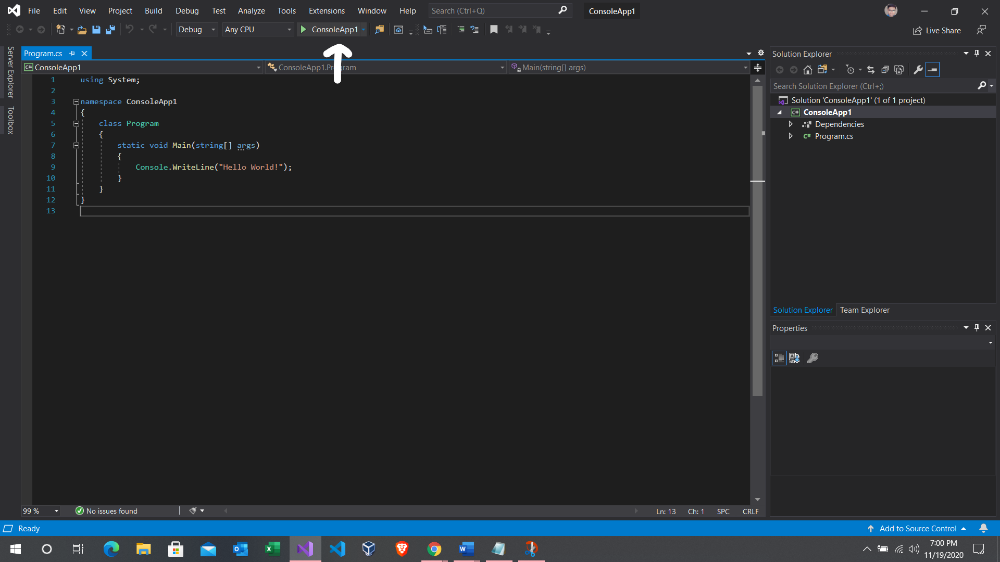 File Edit View Project Build Debug Test Analyze Tools Extensions Window Help Search (Ctrl+Q) ConsoleApp1
Debug Any CPU ConsoleApp1 Live Share
Server Explorer
Toolbox
Program.cs
ConsoleApp1 ConsoleApp1.Program Main(string[] args)
1 using System;
2
3 namespace ConsoleApp1
4 {
5 class Program
6 {
7 static void Main(string[] args)
8 {
9 Console.WriteLine("Hello World!");
10 }
11 }
12 }
13
99 % No issues found Ln: 13 Ch: 1 SPC CRLF
Solution Explorer
Search Solution Explorer (Ctrl+;)
Solution 'ConsoleApp1' (1 of 1 project)
C# ConsoleApp1
Dependencies
C# Program.cs
Solution Explorer Team Explorer
Properties
Ready Add to Source Control
7:00 PM
11/19/2020